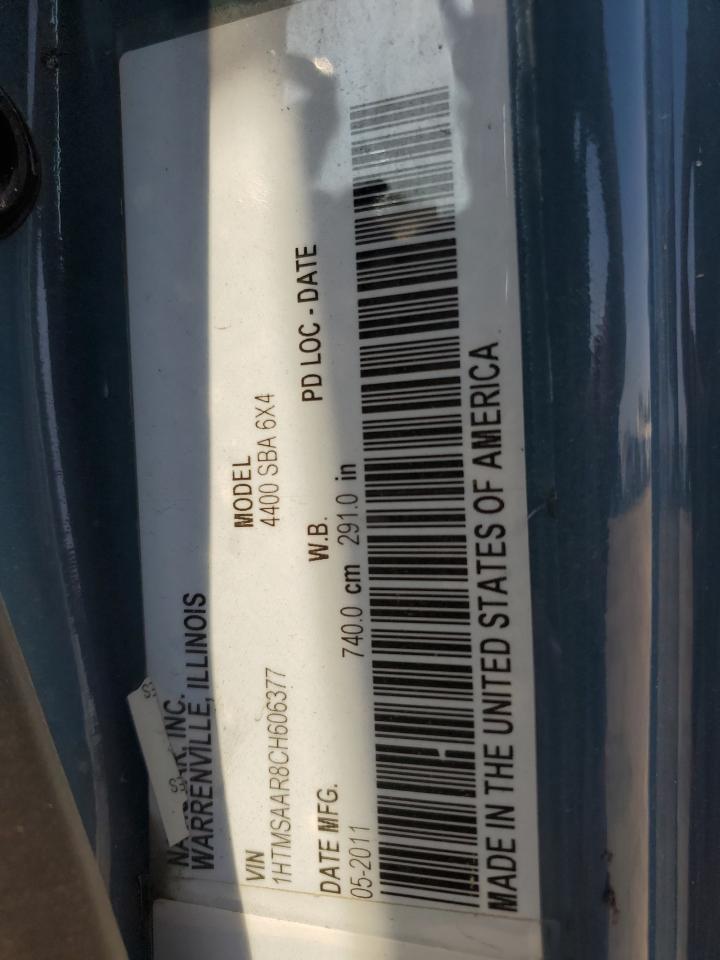 INC.
WARRENVILLE, ILLINOIS
VIN
1HTMSAAR8CH606377
MODEL
4400 SBA 6X4
DATE MFG.
05-2011
W.B.
740.0 cm 291.0 in
PD LOC - DATE
MADE IN THE UNITED STATES OF AMERICA